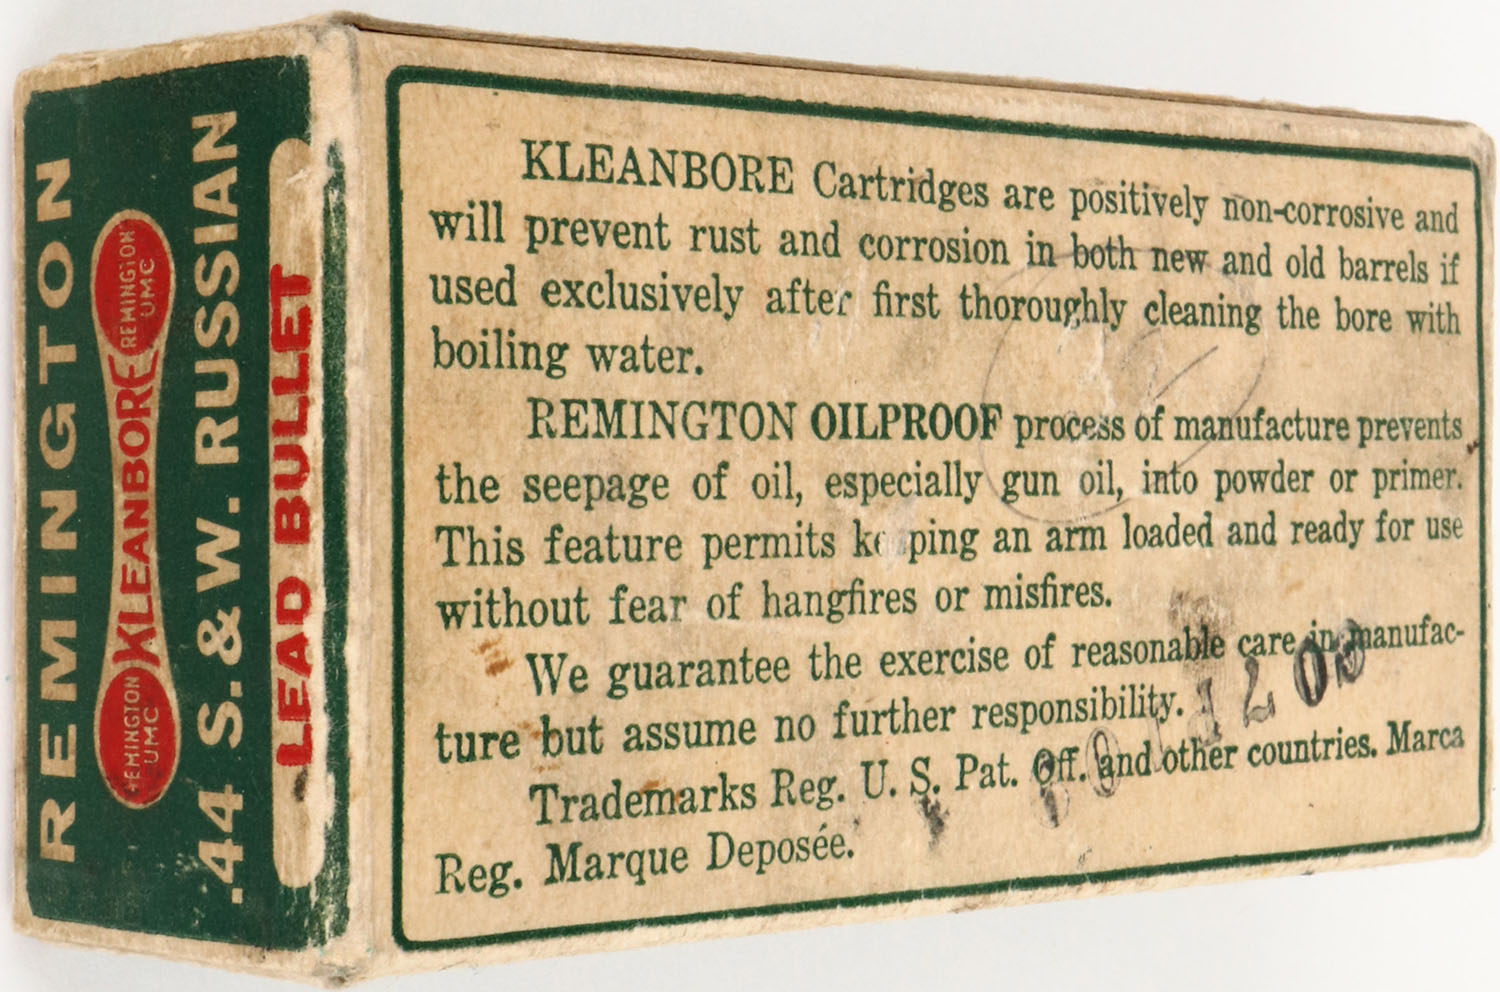 REMINGTON
REMINGTON
UMC
KLEANBORE
REMINGTON
UMC
.44 S.&W. RUSSIAN
LEAD BULLET
KLEANBORE Cartridges are positively non-corrosive and
will prevent rust and corrosion in both new and old barrels if
used exclusively after first thoroughly cleaning the bore with
boiling water.
REMINGTON OILPROOF process of manufacture prevents
the seepage of oil, especially gun oil, into powder or primer.
This feature permits keeping an arm loaded and ready for use
without fear of hangfires or misfires.
We guarantee the exercise of reasonable care in manufac-
ture but assume no further responsibility.
Trademarks Reg. U. S. Pat. Off. and other countries. Marca
Reg. Marque Deposée.